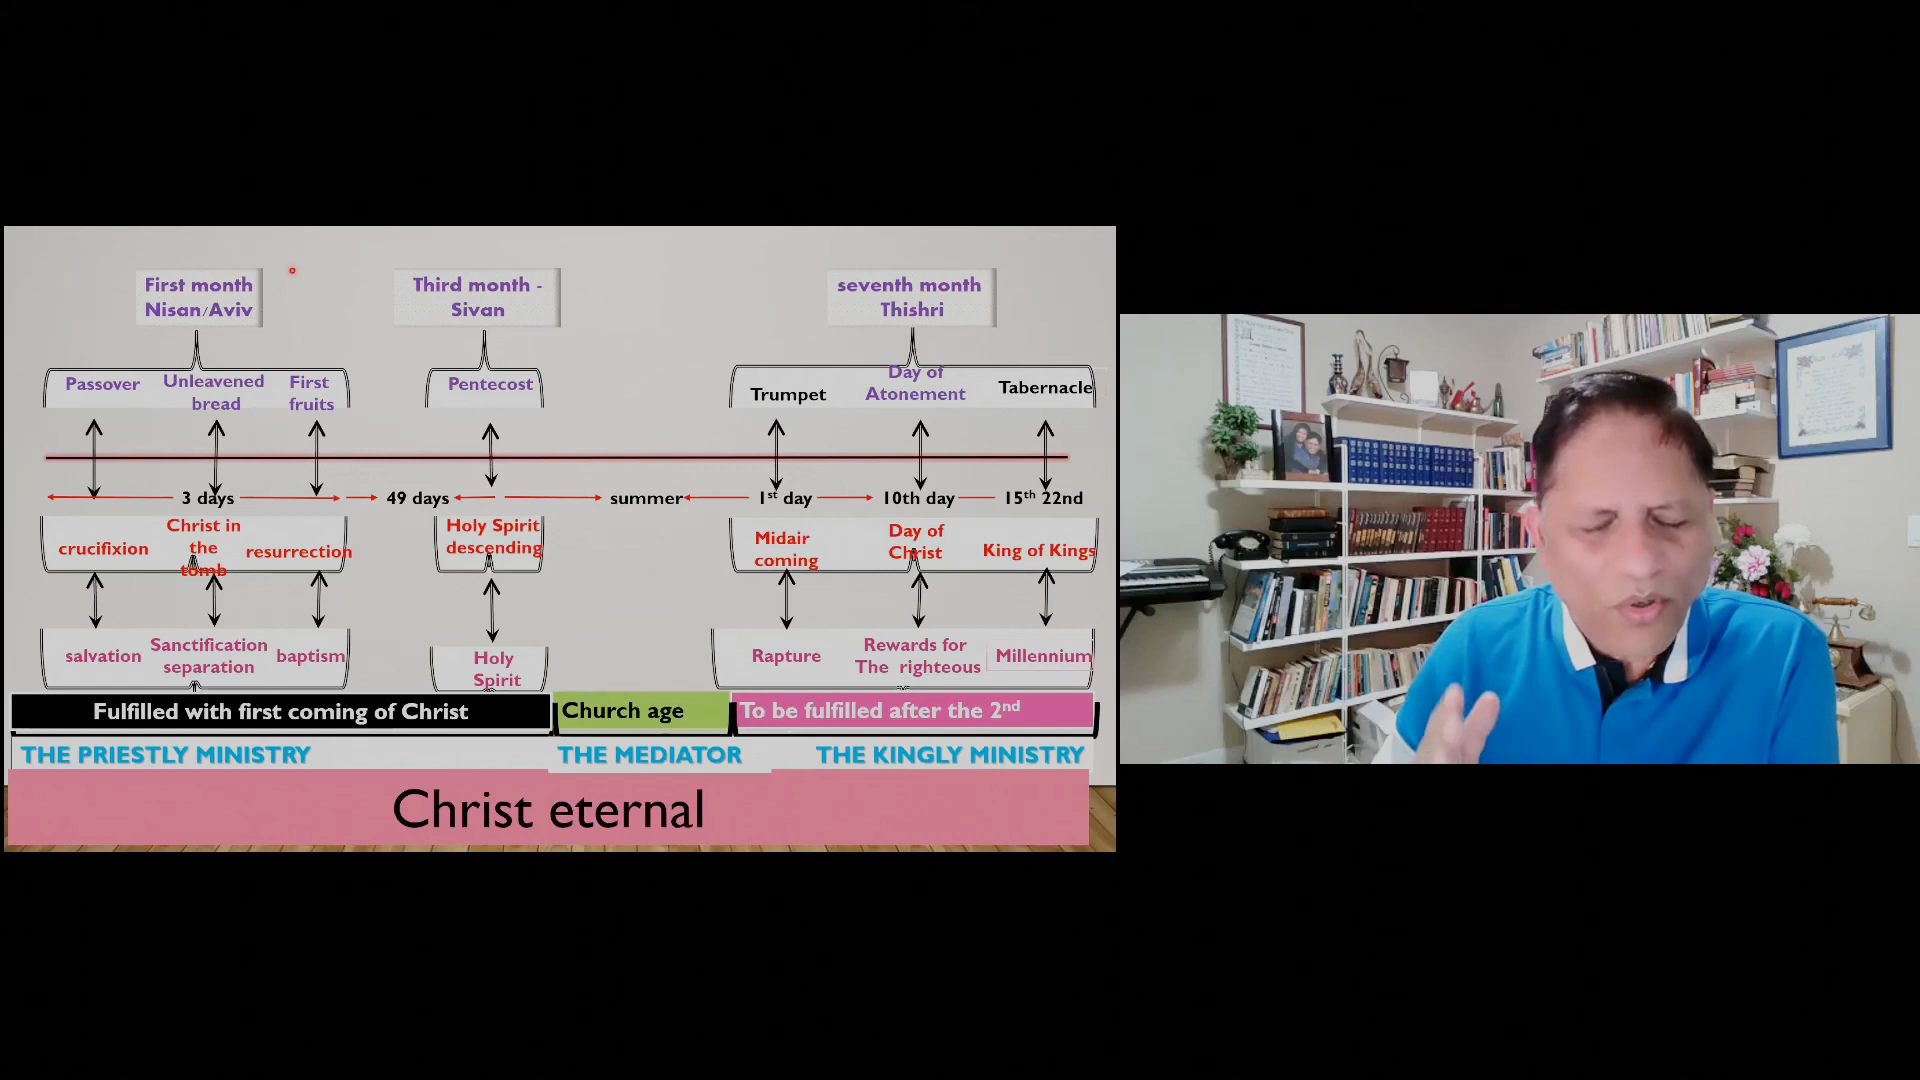 First month
Nisan/Aviv
Third month -
Sivan
seventh month
Thishri
Passover
Unleavened
bread
First
fruits
Pentecost
Trumpet
Day of
Atonement
Tabernacle
3 days
49 days
summer
1st day
10th day
15th 22nd
crucifixion
Christ in
the
tomb
resurrection
Holy Spirit
descending
Midair
coming
Day of
Christ
King of Kings
salvation
Sanctification
separation
baptism
Holy
Spirit
Rapture
Rewards for
The righteous
Millennium
Fulfilled with first coming of Christ
Church age
To be fulfilled after the 2nd
THE PRIESTLY MINISTRY
THE MEDIATOR
THE KINGLY MINISTRY
Christ eternal